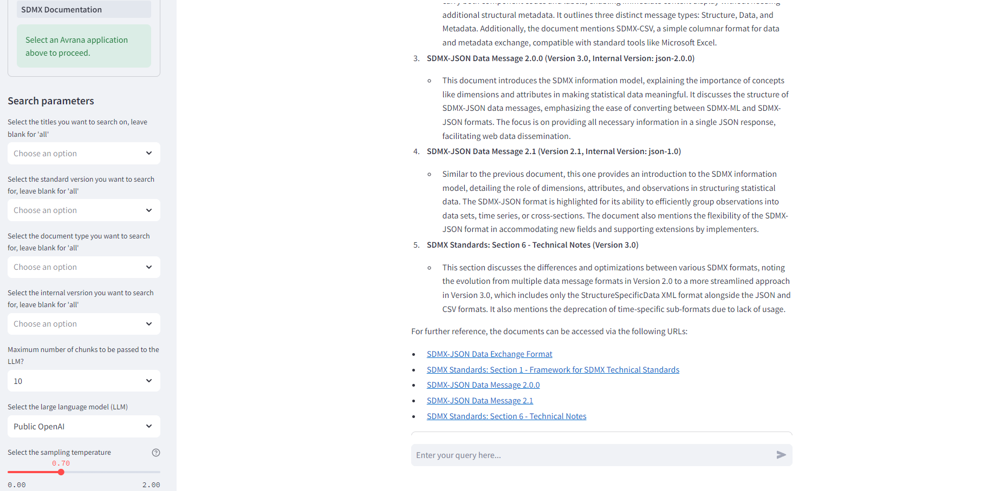 SDMX Documentation
Select an Avrana application
above to proceed.
Search parameters
Select the titles you want to search on, leave
blank for 'all'
Choose an option
Select the standard version you want to search
for, leave blank for 'all'
Choose an option
Select the document type you want to search
for, leave blank for 'all'
Choose an option
Select the internal versrion you want to search
for, leave blank for 'all'
Choose an option
Maximum number of chunks to be passed to the
LLM?
10
Select the large language model (LLM)
Public OpenAI
Select the sampling temperature
0.70
0.00 2.00
carry both component codes and labels, enabling immediate content display without needing
additional structural metadata. It outlines three distinct message types: Structure, Data, and
Metadata. Additionally, the document mentions SDMX-CSV, a simple columnar format for data
and metadata exchange, compatible with standard tools like Microsoft Excel.
3. SDMX-JSON Data Message 2.0.0 (Version 3.0, Internal Version: json-2.0.0)
This document introduces the SDMX information model, explaining the importance of concepts
like dimensions and attributes in making statistical data meaningful. It discusses the structure of
SDMX-JSON data messages, emphasizing the ease of converting between SDMX-ML and SDMX-
JSON formats. The focus is on providing all necessary information in a single JSON response,
facilitating web data dissemination.
4. SDMX-JSON Data Message 2.1 (Version 2.1, Internal Version: json-1.0)
Similar to the previous document, this one provides an introduction to the SDMX information
model, detailing the role of dimensions, attributes, and observations in structuring statistical
data. The SDMX-JSON format is highlighted for its ability to efficiently group observations into
data sets, time series, or cross-sections. The document also mentions the flexibility of the SDMX-
JSON format in accommodating new fields and supporting extensions by implementers.
5. SDMX Standards: Section 6 - Technical Notes (Version 3.0)
This section discusses the differences and optimizations between various SDMX formats, noting
the evolution from multiple data message formats in Version 2.0 to a more streamlined approach
in Version 3.0, which includes only the StructureSpecificData XML format alongside the JSON and
CSV formats. It also mentions the deprecation of time-specific sub-formats due to lack of usage.
For further reference, the documents can be accessed via the following URLs:
SDMX-JSON Data Exchange Format
SDMX Standards: Section 1 - Framework for SDMX Technical Standards
SDMX-JSON Data Message 2.0.0
SDMX-JSON Data Message 2.1
SDMX Standards: Section 6 - Technical Notes
Enter your query here...